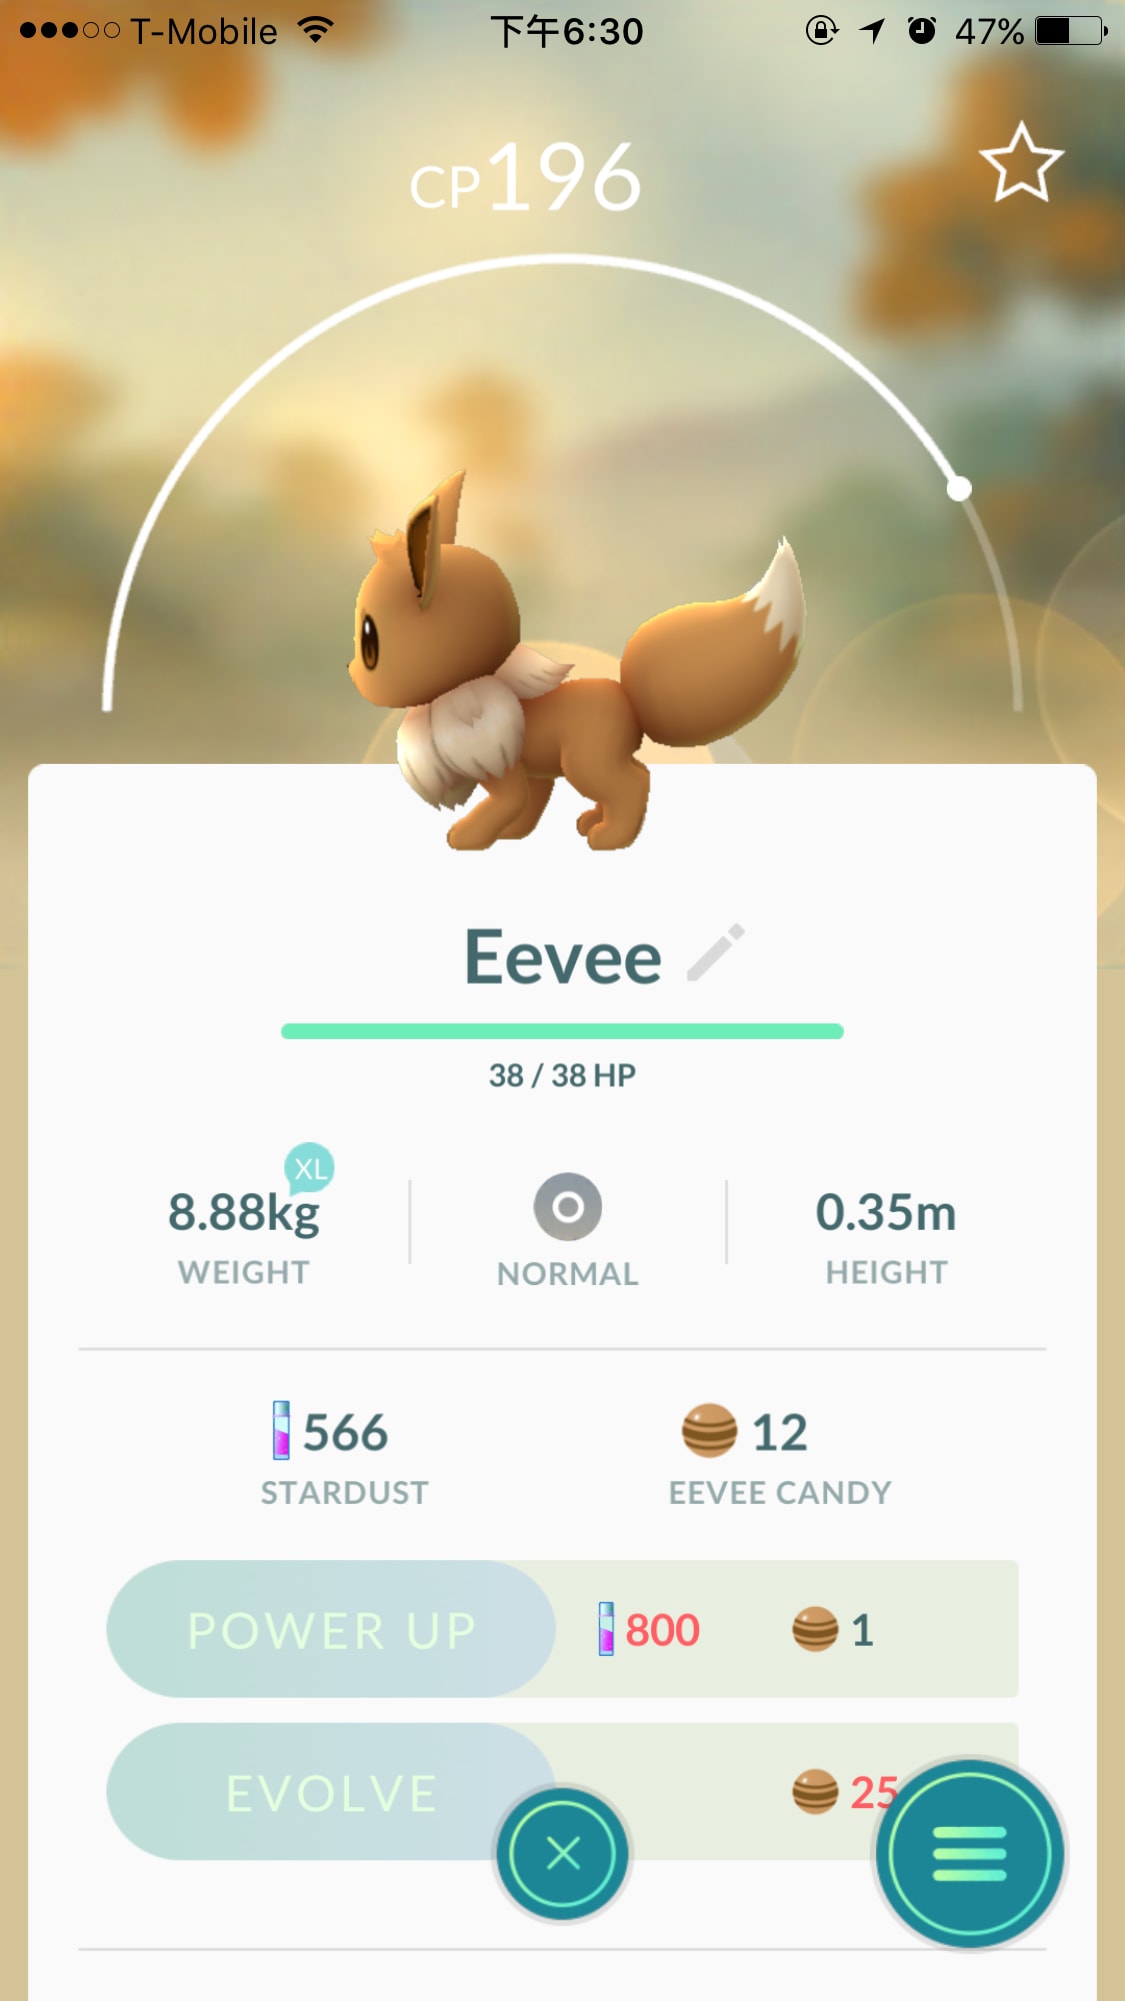 T-Mobile 下午6:30 47%
CP196
Eevee
38 / 38 HP
XL
8.88kg
WEIGHT
NORMAL
0.35m
HEIGHT
566
STARDUST
12
EEVEE CANDY
POWER UP 800 1
EVOLVE 25